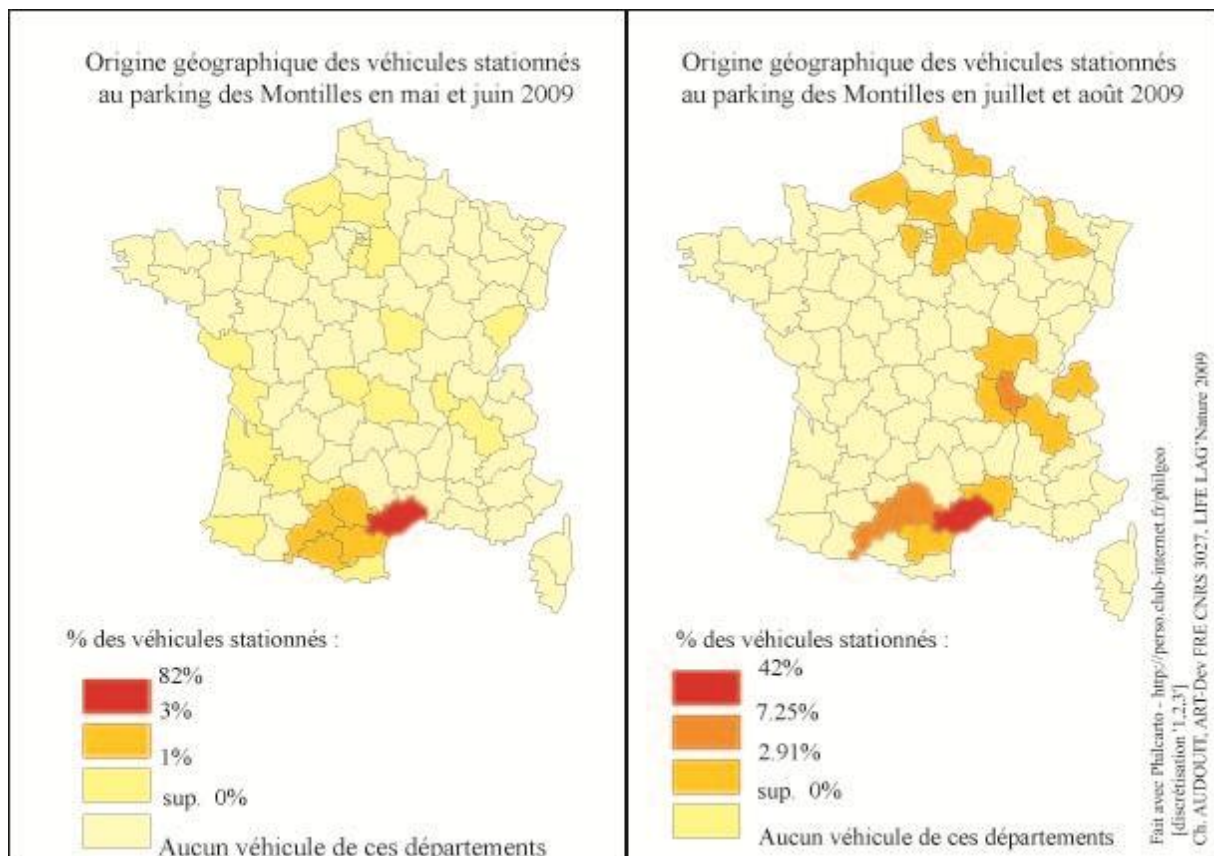 Origine géographique des véhicules stationnés
au parking des Montilles en mai et juin 2009
% des véhicules stationnés :
82%
3%
1%
sup. 0%
Aucun véhicule de ces départements
Origine géographique des véhicules stationnés
au parking des Montilles en juillet et août 2009
% des véhicules stationnés :
42%
7.25%
2.91%
sup. 0%
Aucun véhicule de ces départements
Fait avec Philcarto - http://perso.club-internet.fr/philgeo
[discrétisation '1,2,3']
Ch. AUDOUIT, ART-Dev FRE CNRS 3027, LIFE LAG'Nature 2009